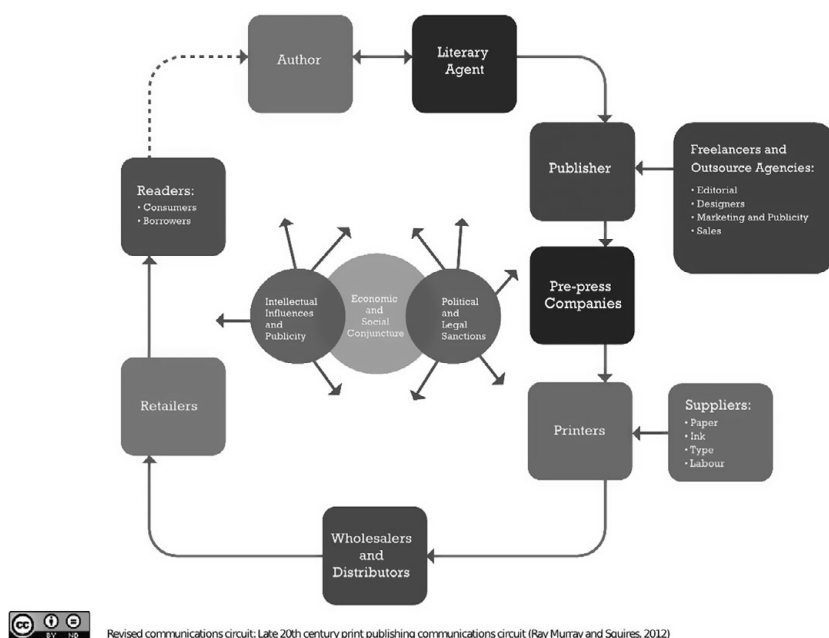 Author
Literary
Agent
Publisher
Freelancers and
Outsource Agencies:
• Editorial
• Designers
• Marketing and Publicity
• Sales
Readers:
• Consumers
• Borrowers
Pre-press
Companies
Intellectual
Influences
and
Publicity
Economic
and
Social
Conjuncture
Political
and
Legal
Sanctions
Retailers
Printers
Suppliers:
• Paper
• Ink
• Type
• Labour
Wholesalers
and
Distributors
cc
BY ND
Revised communications circuit: Late 20th century print publishing communications circuit (Ray Murray and Squires, 2012)